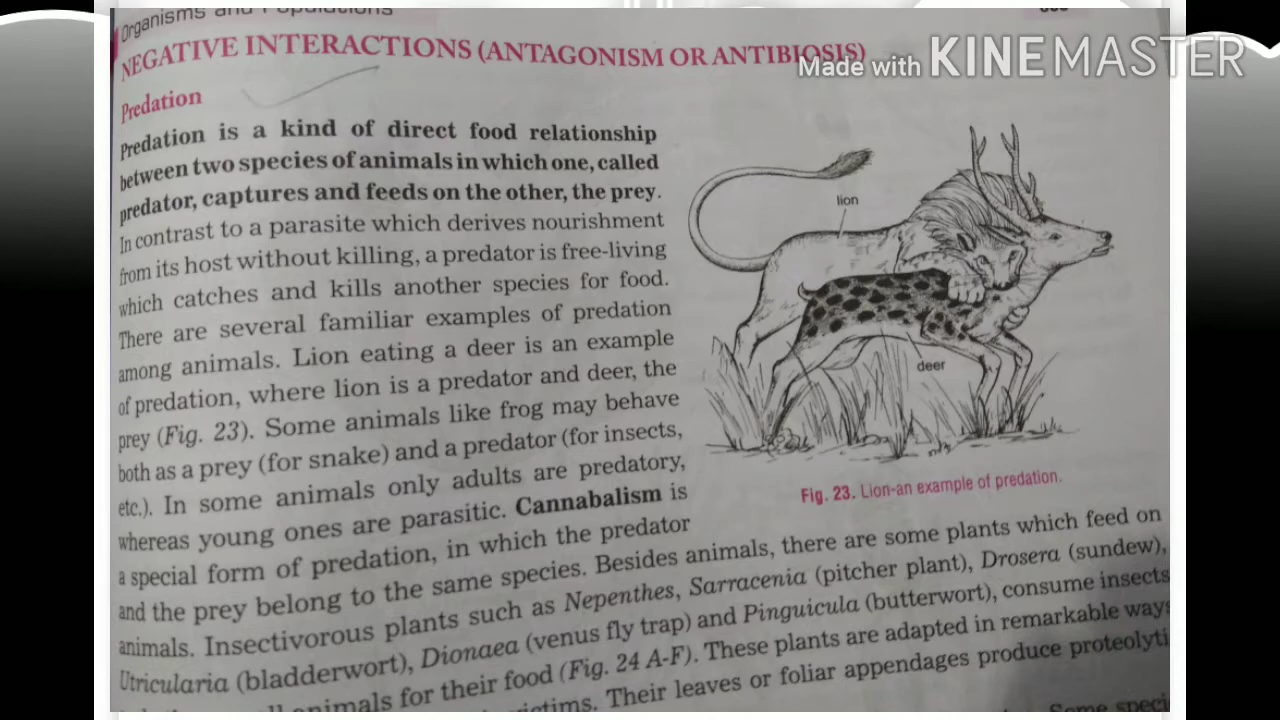 Organisms and Populations
NEGATIVE INTERACTIONS (ANTAGONISM OR ANTIBIOSIS)
Made with KINEMASTER
Predation
Predation is a kind of direct food relationship
between two species of animals in which one, called
predator, captures and feeds on the other, the prey.
In contrast to a parasite which derives nourishment
from its host without killing, a predator is free-living
which catches and kills another species for food.
There are several familiar examples of predation
among animals. Lion eating a deer is an example
of predation, where lion is a predator and deer, the
prey (Fig. 23). Some animals like frog may behave
both as a prey (for snake) and a predator (for insects,
etc.). In some animals only adults are predatory,
whereas young ones are parasitic. Cannabalism is
a special form of predation, in which the predator
and the prey belong to the same species. Besides animals, there are some plants which feed on
animals. Insectivorous plants such as Nepenthes, Sarracenia (pitcher plant), Drosera (sundew),
Utricularia (bladderwort), Dionaea (venus fly trap) and Pinguicula (butterwort), consume insects
animals for their food (Fig. 24 A-F). These plants are adapted in remarkable ways
Their leaves or foliar appendages produce proteolyti
Some speci
lion
deer
Fig. 23. Lion-an example of predation.